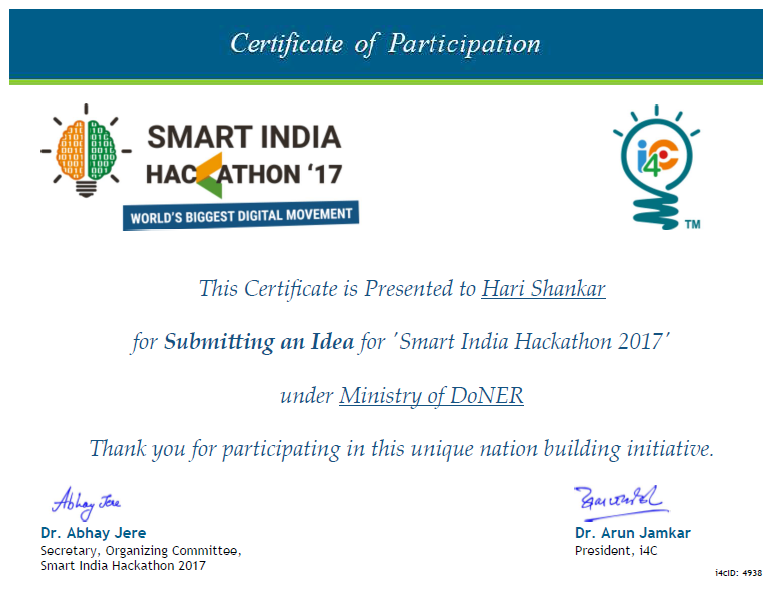 Certificate of Participation
SMART INDIA
HACKATHON '17
WORLD'S BIGGEST DIGITAL MOVEMENT
i4C
TM
This Certificate is Presented to Hari Shankar
for Submitting an Idea for 'Smart India Hackathon 2017'
under Ministry of DoNER
Thank you for participating in this unique nation building initiative.
Abhay Jere
Dr. Abhay Jere
Secretary, Organizing Committee,
Smart India Hackathon 2017
Dr. Arun Jamkar
President, i4C
i4cID: 4938